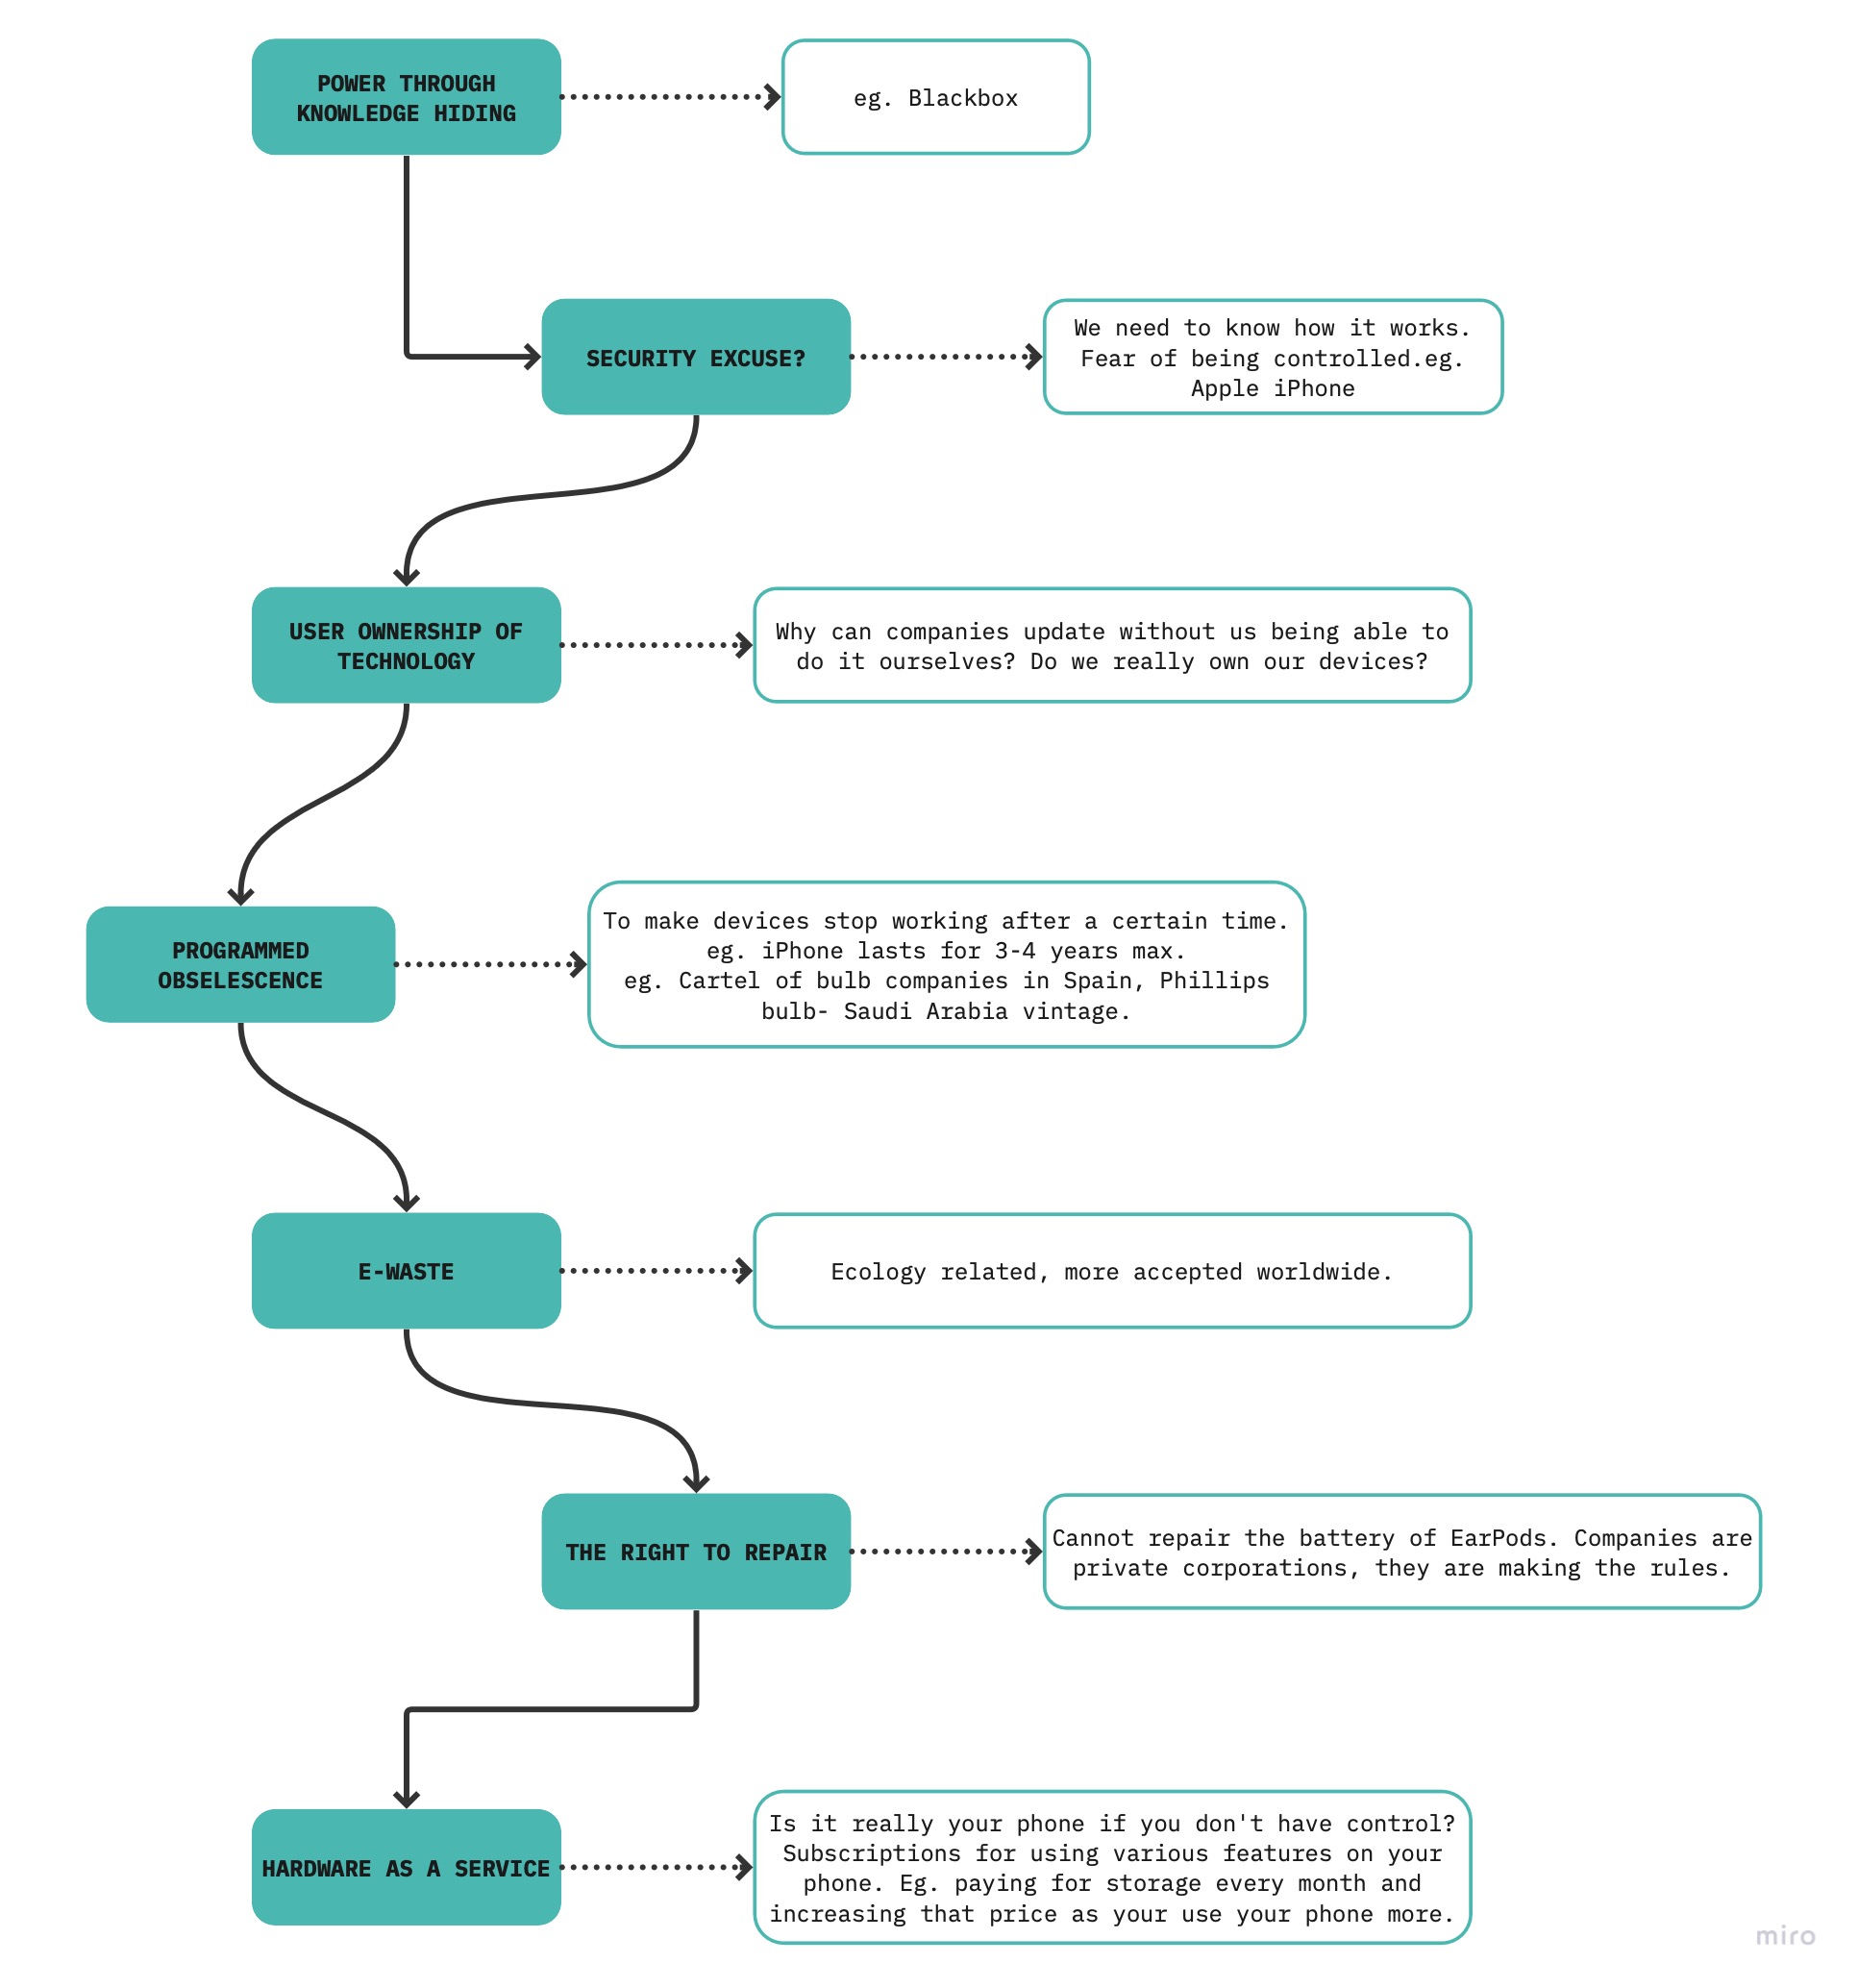 POWER THROUGH
KNOWLEDGE HIDING
eg. Blackbox
SECURITY EXCUSE?
We need to know how it works.
Fear of being controlled.eg.
Apple iPhone
USER OWNERSHIP OF
TECHNOLOGY
Why can companies update without us being able to
do it ourselves? Do we really own our devices?
PROGRAMMED
OBSELESCENCE
To make devices stop working after a certain time.
eg. iPhone lasts for 3-4 years max.
eg. Cartel of bulb companies in Spain, Phillips
bulb- Saudi Arabia vintage.
E-WASTE
Ecology related, more accepted worldwide.
THE RIGHT TO REPAIR
Cannot repair the battery of EarPods. Companies are
private corporations, they are making the rules.
HARDWARE AS A SERVICE
Is it really your phone if you don't have control?
Subscriptions for using various features on your
phone. Eg. paying for storage every month and
increasing that price as your use your phone more.
miro